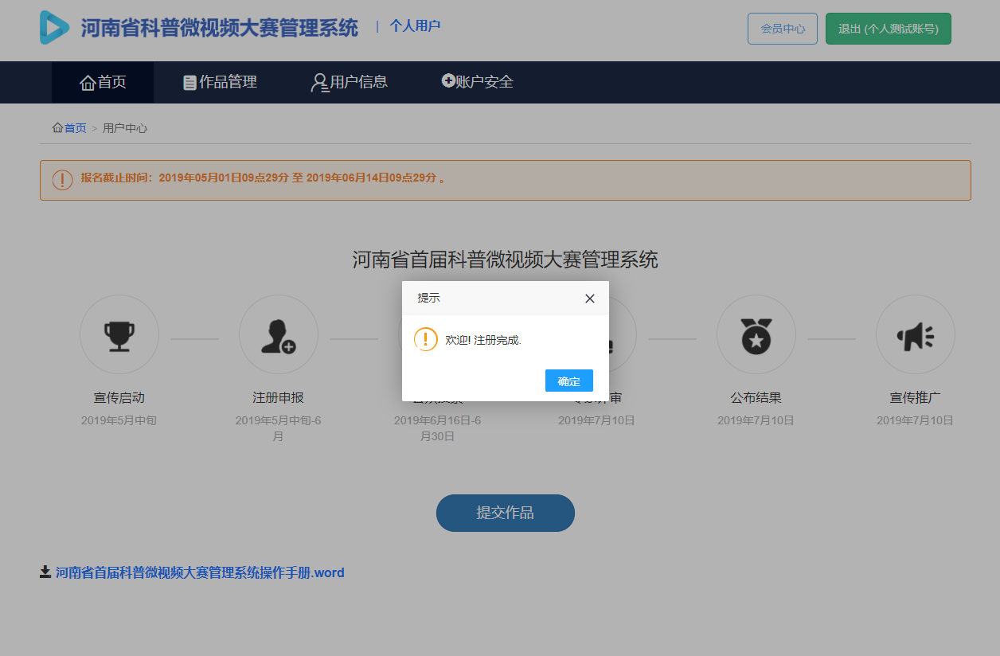 河南省科普微视频大赛管理系统 | 个人用户
会员中心 退出 (个人测试账号)
首页 作品管理 用户信息 账户安全
首页 > 用户中心
报名截止时间：2019年05月01日09点29分 至 2019年06月14日09点29分 。
河南省首届科普微视频大赛管理系统
提示
欢迎! 注册完成.
确定
宣传启动
2019年5月中旬
注册申报
2019年5月中旬-6
月
2019年6月16日-6
月30日
评审
2019年7月10日
公布结果
2019年7月10日
宣传推广
2019年7月10日
提交作品
河南省首届科普微视频大赛管理系统操作手册.word